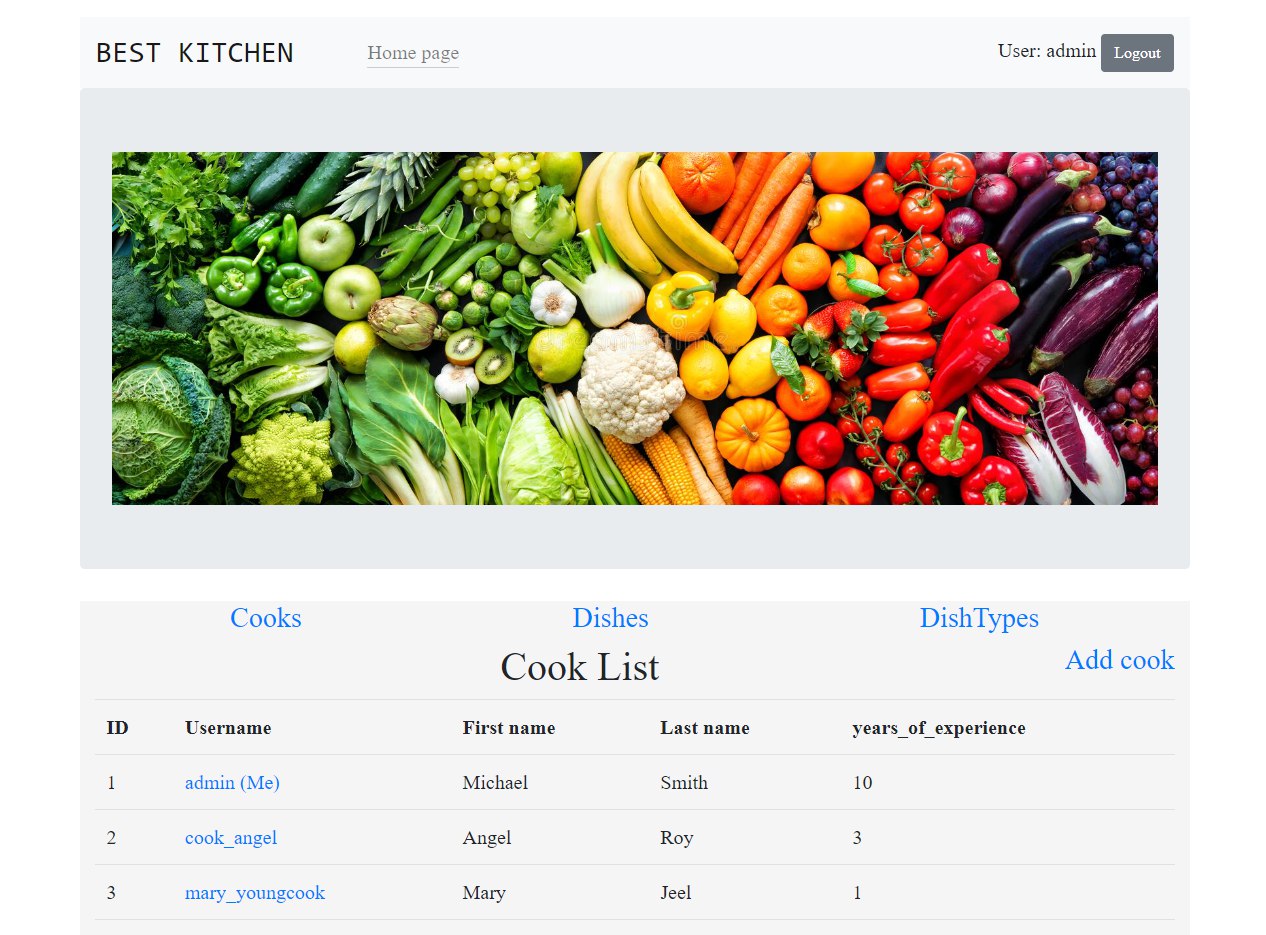 BEST KITCHEN Home page User: admin Logout
Cooks Dishes DishTypes
Cook List Add cook
ID Username First name Last name years_of_experience
1 admin (Me) Michael Smith 10
2 cook_angel Angel Roy 3
3 mary_youngcook Mary Jeel 1